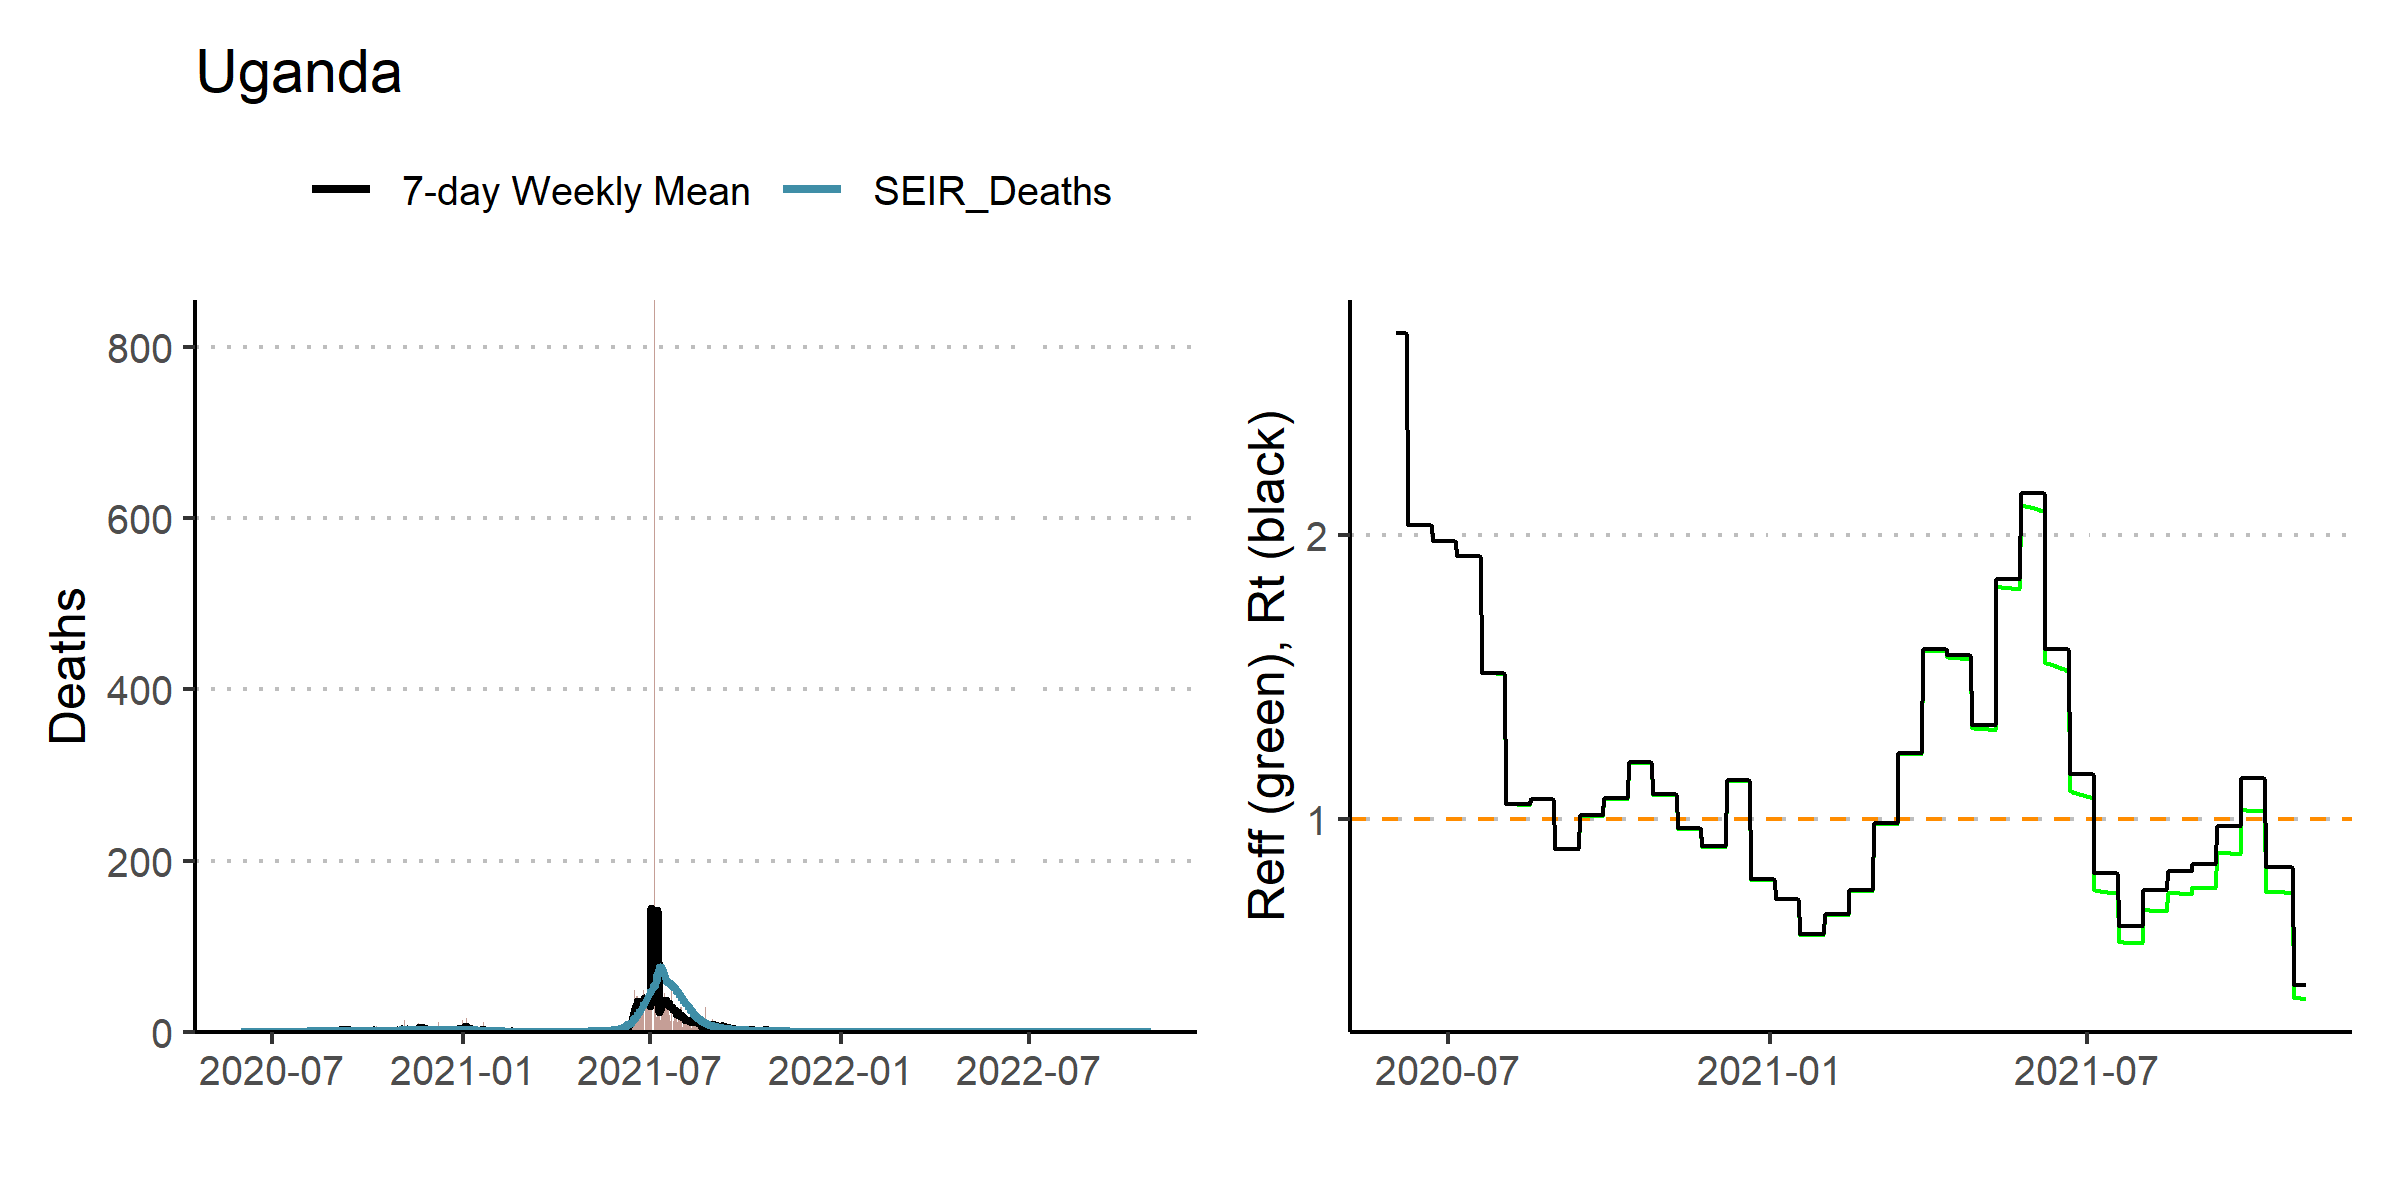 Uganda
7-day Weekly Mean SEIR_Deaths
Deaths
800
600
400
200
0
2020-07 2021-01 2021-07 2022-01 2022-07
Reff (green), Rt (black)
2
1
2020-07 2021-01 2021-07